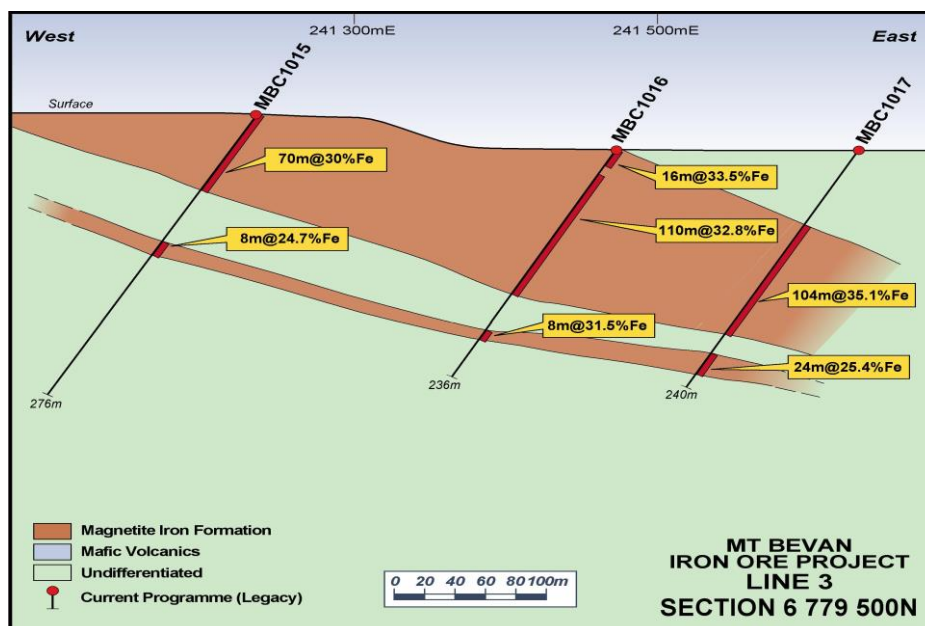 241 300mE
241 500mE
West
East
Surface
MBC1015
MBC1016
MBC1017
70m@30%Fe
16m@33.5%Fe
110m@32.8%Fe
8m@24.7%Fe
104m@35.1%Fe
8m@31.5%Fe
24m@25.4%Fe
276m
236m
240m
Magnetite Iron Formation
Mafic Volcanics
Undifferentiated
Current Programme (Legacy)
0 20 40 60 80 100m
MT BEVAN
IRON ORE PROJECT
LINE 3
SECTION 6 779 500N